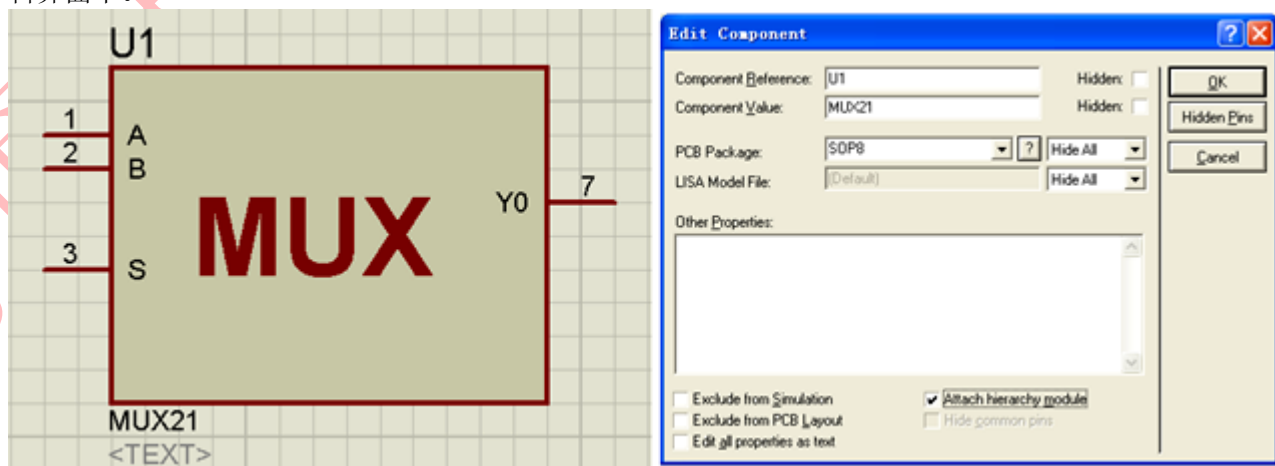 U1
1
A
2
B
3
S
MUX
Y0
7
MUX21
<TEXT>
Edit Component
Component Reference: U1 Hidden:
Component Value: MUX21 Hidden:
PCB Package: SOP8 ? Hide All
LISA Model File: (Default) Hide All
Other Properties:
Exclude from Simulation Attach hierarchy module
Exclude from PCB Layout Hide common pins
Edit all properties as text
OK
Hidden Pins
Cancel